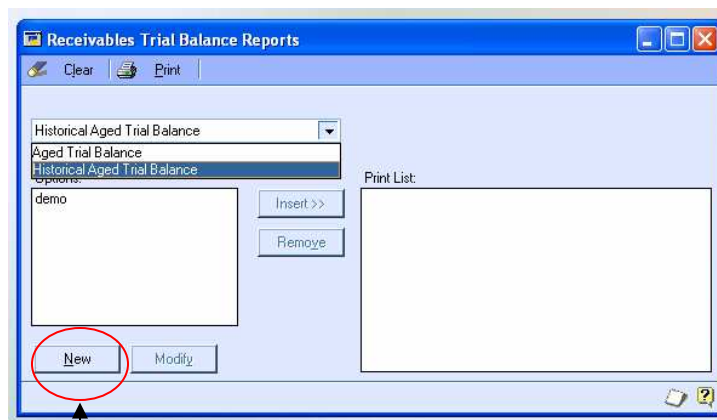 Receivables Trial Balance Reports
Clear Print
Historical Aged Trial Balance
Aged Trial Balance
Historical Aged Trial Balance
Options: Print List:
demo
Insert >>
Remove
New Modify